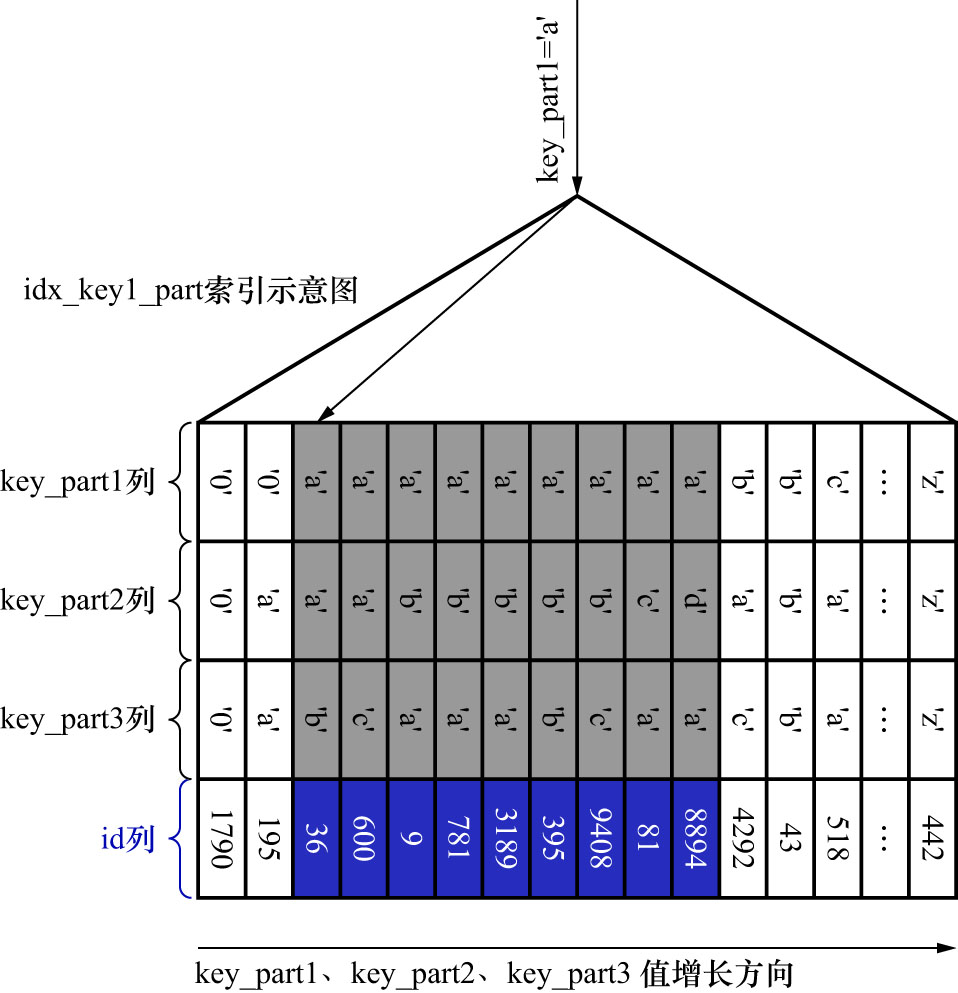 key_part1='a'
idx_key1_part索引示意图
key_part1列 '0' '0' 'a' 'a' 'a' 'a' 'a' 'a' 'a' 'a' 'a' 'b' 'b' 'c' … 'z'
key_part2列 '0' 'a' 'a' 'a' 'b' 'b' 'b' 'b' 'b' 'c' 'd' 'a' 'b' 'a' … 'z'
key_part3列 '0' 'a' 'b' 'c' 'a' 'a' 'a' 'b' 'c' 'a' 'a' 'c' 'b' 'a' … 'z'
id列 1790 195 36 600 9 781 3189 395 9408 81 8894 4292 43 518 … 442
key_part1、key_part2、key_part3 值增长方向